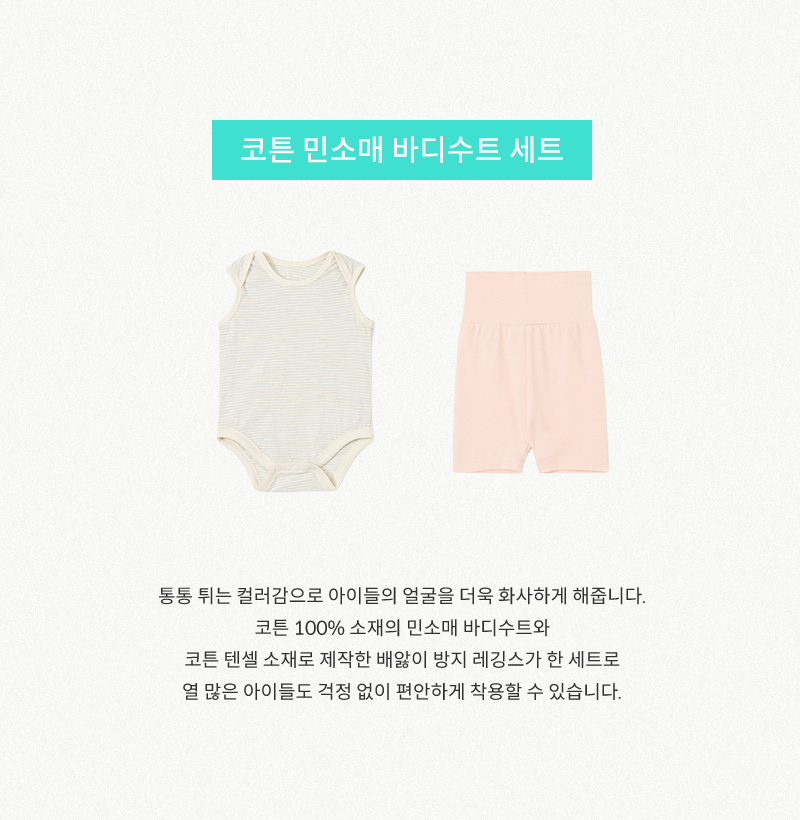 코튼 민소매 바디수트 세트
통통 튀는 컬러감으로 아이들의 얼굴을 더욱 화사하게 해줍니다.
코튼 100% 소재의 민소매 바디수트와
코튼 텐셀 소재로 제작한 배앓이 방지 레깅스가 한 세트로
열 많은 아이들도 걱정 없이 편안하게 착용할 수 있습니다.